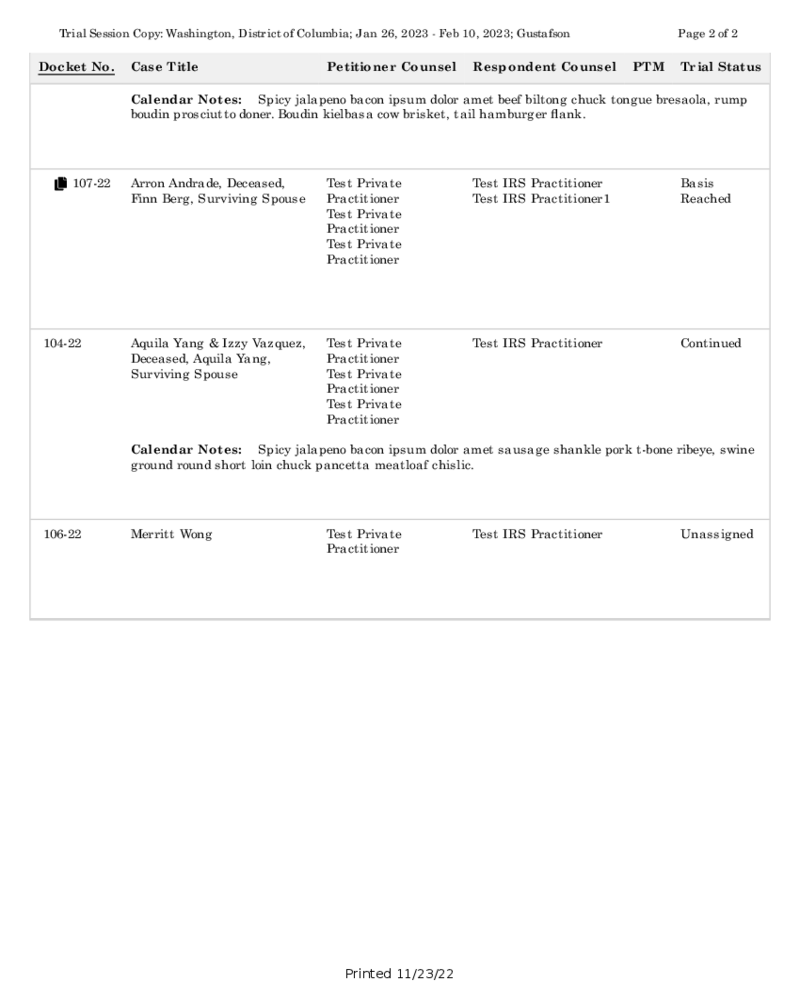 Trial Session Copy: Washington, District of Columbia; Jan 26, 2023 - Feb 10, 2023; Gustafson Page 2 of 2
Docket No. Case Title Petitioner Counsel Respondent Counsel PTM Trial Status
Calendar Notes: Spicy jalapeno bacon ipsum dolor amet beef biltong chuck tongue bresaola, rump
boudin prosciutto doner. Boudin kielbasa cow brisket, tail hamburger flank.
107-22 Arron Andrade, Deceased, Test Private Test IRS Practitioner Basis
Finn Berg, Surviving Spouse Practitioner Test IRS Practitioner1 Reached
Test Private
Practitioner
Test Private
Practitioner
104-22 Aquila Yang & Izzy Vazquez, Test Private Test IRS Practitioner Continued
Deceased, Aquila Yang, Practitioner
Surviving Spouse Test Private
Practitioner
Test Private
Practitioner
Calendar Notes: Spicy jalapeno bacon ipsum dolor amet sausage shankle pork t-bone ribeye, swine
ground round short loin chuck pancetta meatloaf chislic.
106-22 Merritt Wong Test Private Test IRS Practitioner Unassigned
Practitioner
Printed 11/23/22